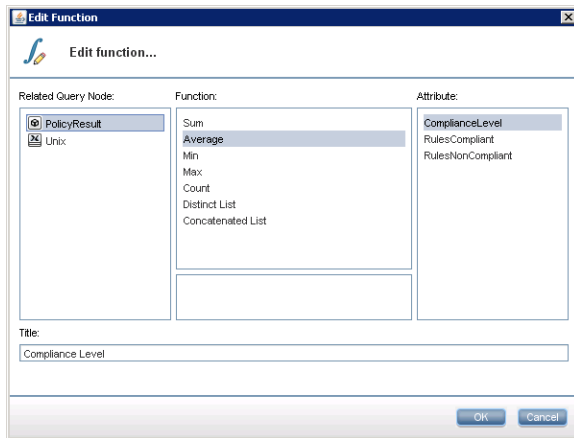 Edit Function
Edit function...
Related Query Node:
Function:
Attribute:
PolicyResult
Unix
Sum
Average
Min
Max
Count
Distinct List
Concatenated List
ComplianceLevel
RulesCompliant
RulesNonCompliant
Title:
Compliance Level
OK
Cancel